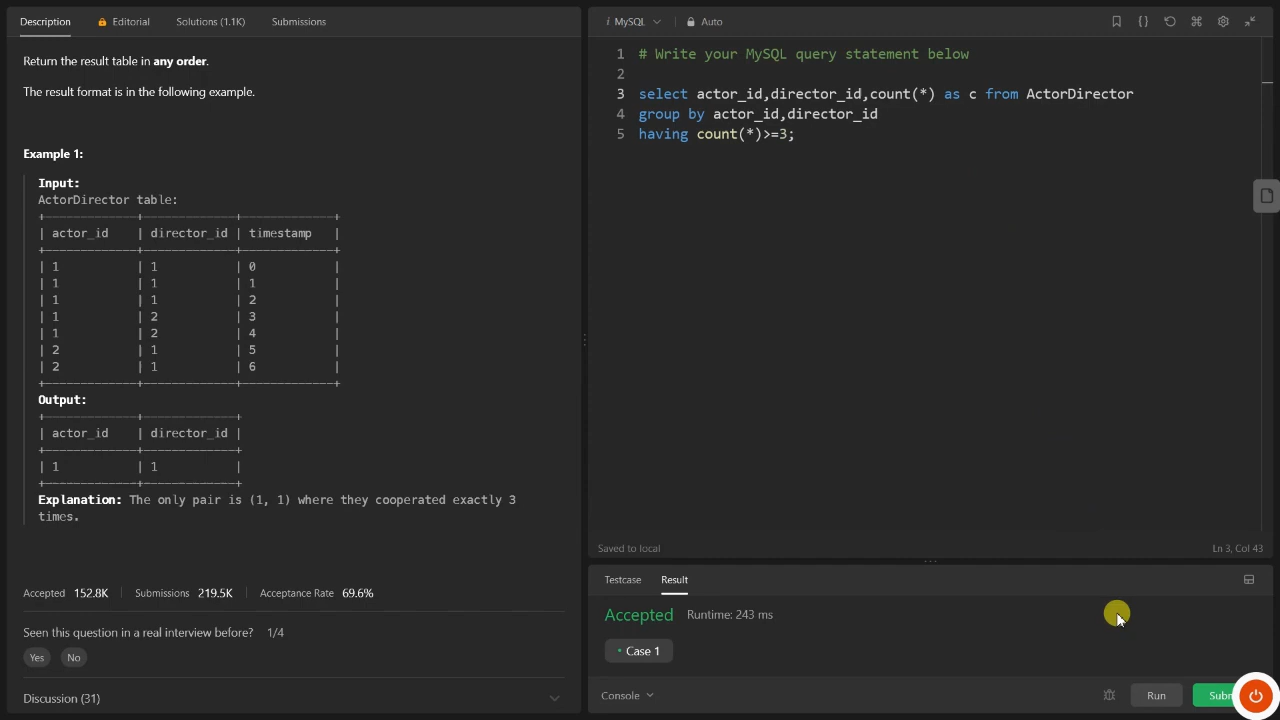 Description
Editorial
Solutions (1.1K)
Submissions
Return the result table in any order.
The result format is in the following example.
Example 1:
Input:
ActorDirector table:
+-------------+-------------+-------------+
| actor_id    | director_id | timestamp   |
+-------------+-------------+-------------+
| 1           | 1           | 0           |
| 1           | 1           | 1           |
| 1           | 1           | 2           |
| 1           | 2           | 3           |
| 1           | 2           | 4           |
| 2           | 1           | 5           |
| 2           | 1           | 6           |
+-------------+-------------+-------------+
Output:
+-------------+-------------+
| actor_id    | director_id |
+-------------+-------------+
| 1           | 1           |
+-------------+-------------+
Explanation: The only pair is (1, 1) where they cooperated exactly 3
times.
Accepted 152.8K
Submissions 219.5K
Acceptance Rate 69.6%
Seen this question in a real interview before? 1/4
Yes
No
Discussion (31)
i MySQL
Auto
1 # Write your MySQL query statement below
2
3 select actor_id,director_id,count(*) as c from ActorDirector
4 group by actor_id,director_id
5 having count(*)>=3;
Saved to local
Ln 3, Col 43
Testcase
Result
Accepted Runtime: 243 ms
• Case 1
Console
Run
Subm